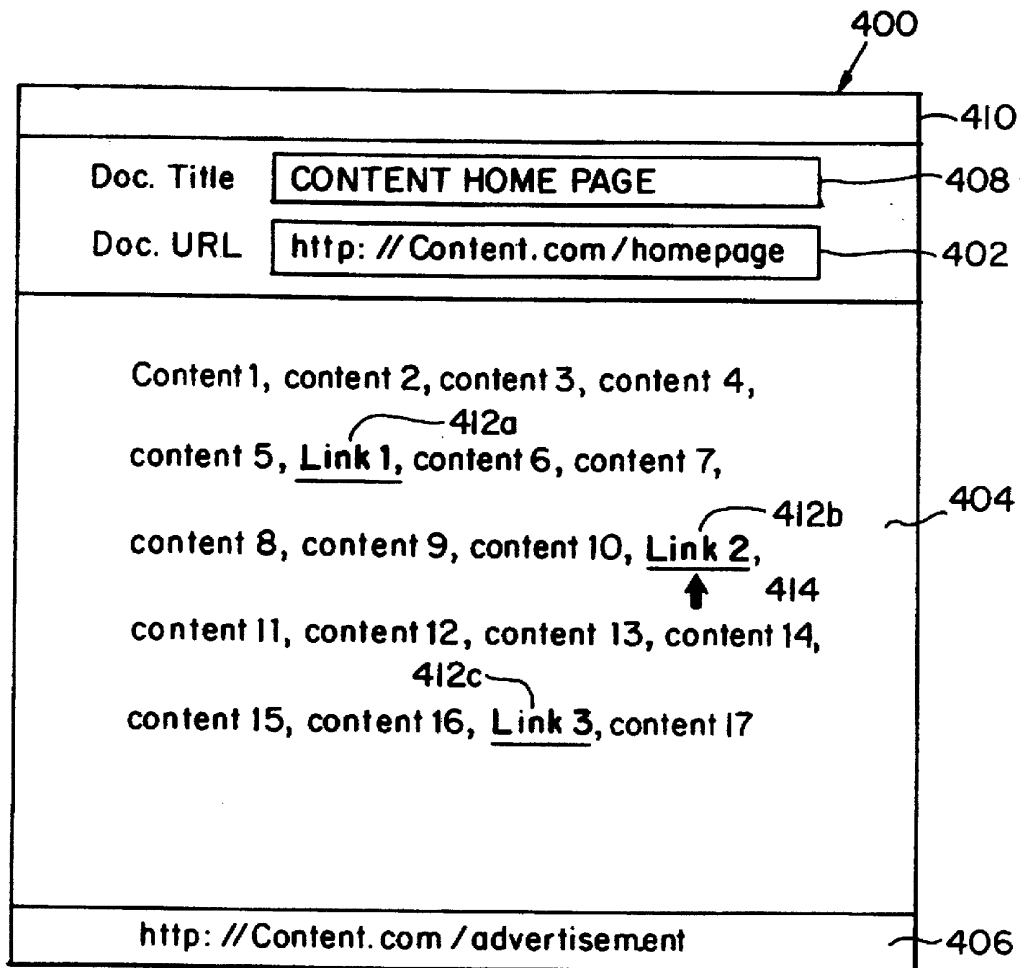 400
410
Doc. Title CONTENT HOME PAGE 408
Doc. URL http: //Content.com/homepage 402
Content 1, content 2, content 3, content 4,
412a
content 5, Link 1, content 6, content 7,
412b
404
content 8, content 9, content 10, Link 2,
414
content 11, content 12, content 13, content 14,
412c
content 15, content 16, Link 3, content 17
http: //Content.com/advertisement 406